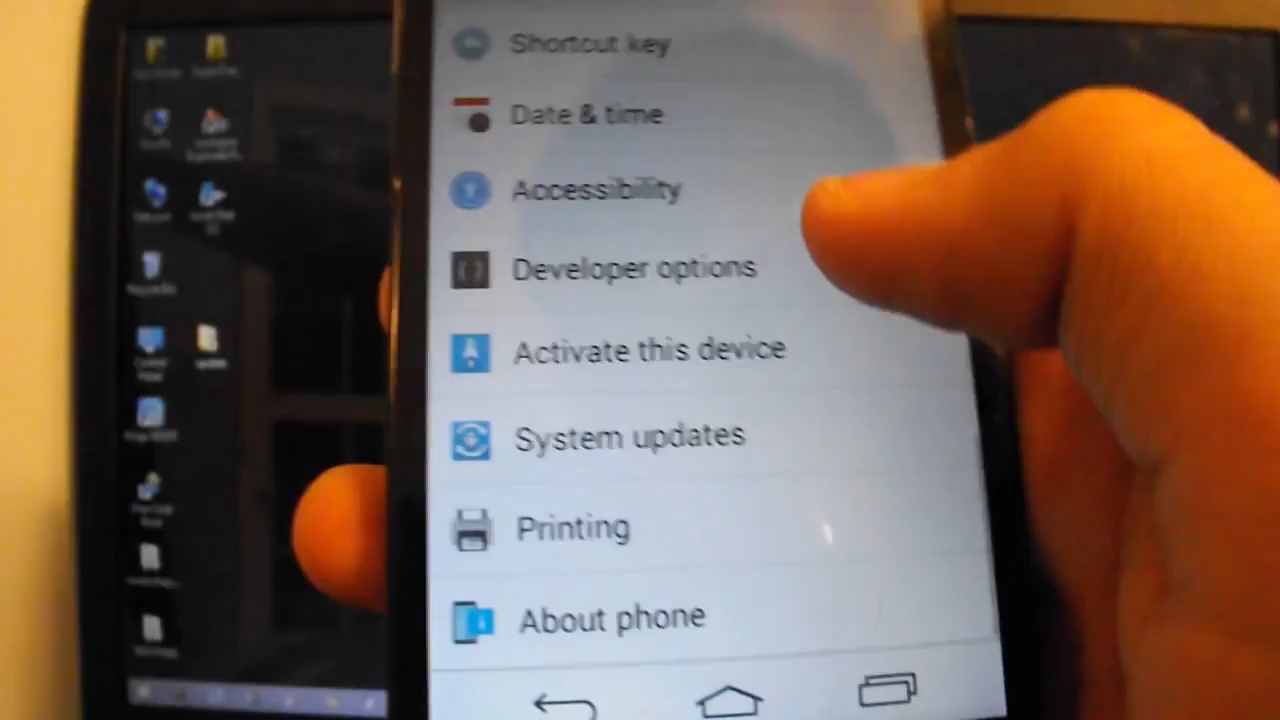 Shortcut key
Date & time
Accessibility
Developer options
Activate this device
System updates
Printing
About phone